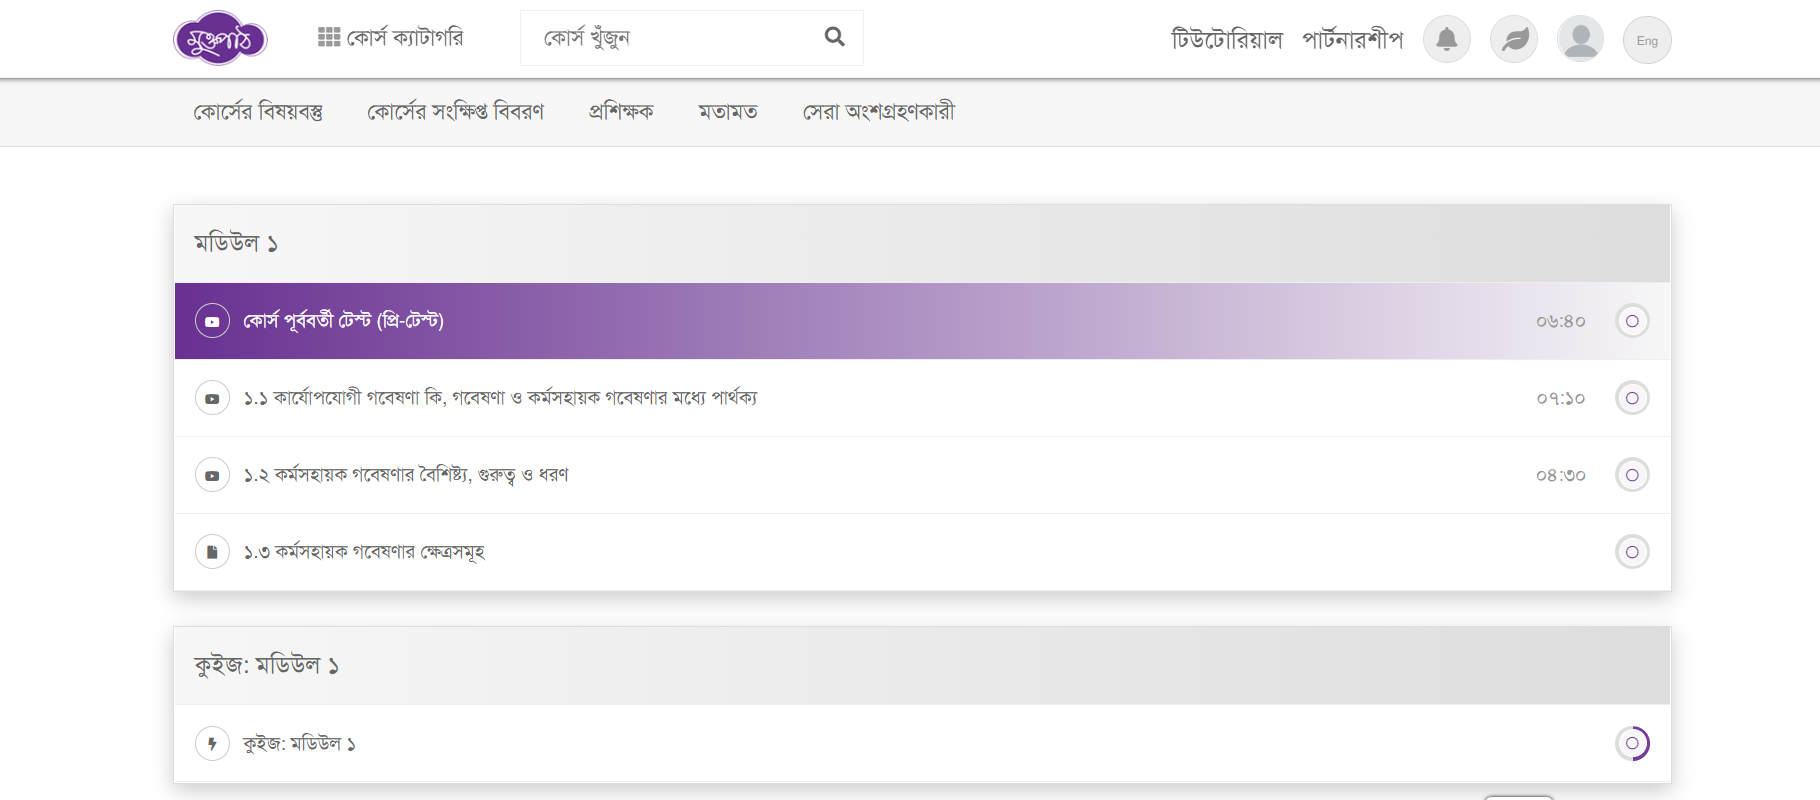 মুক্তপাঠ
কোর্স ক্যাটাগরি
কোর্স খুঁজুন
টিউটোরিয়াল
পার্টনারশীপ
Eng
কোর্সের বিষয়বস্তু
কোর্সের সংক্ষিপ্ত বিবরণ
প্রশিক্ষক
মতামত
সেরা অংশগ্রহণকারী
মডিউল ১
কোর্স পূর্ববর্তী টেস্ট (প্রি-টেস্ট) ০৬:৪০
১.১ কার্যোপযোগী গবেষণা কি, গবেষণা ও কর্মসহায়ক গবেষণার মধ্যে পার্থক্য ০৭:১০
১.২ কর্মসহায়ক গবেষণার বৈশিষ্ট্য, গুরুত্ব ও ধরণ ০৪:৩০
১.৩ কর্মসহায়ক গবেষণার ক্ষেত্রসমূহ
কুইজ: মডিউল ১
কুইজ: মডিউল ১